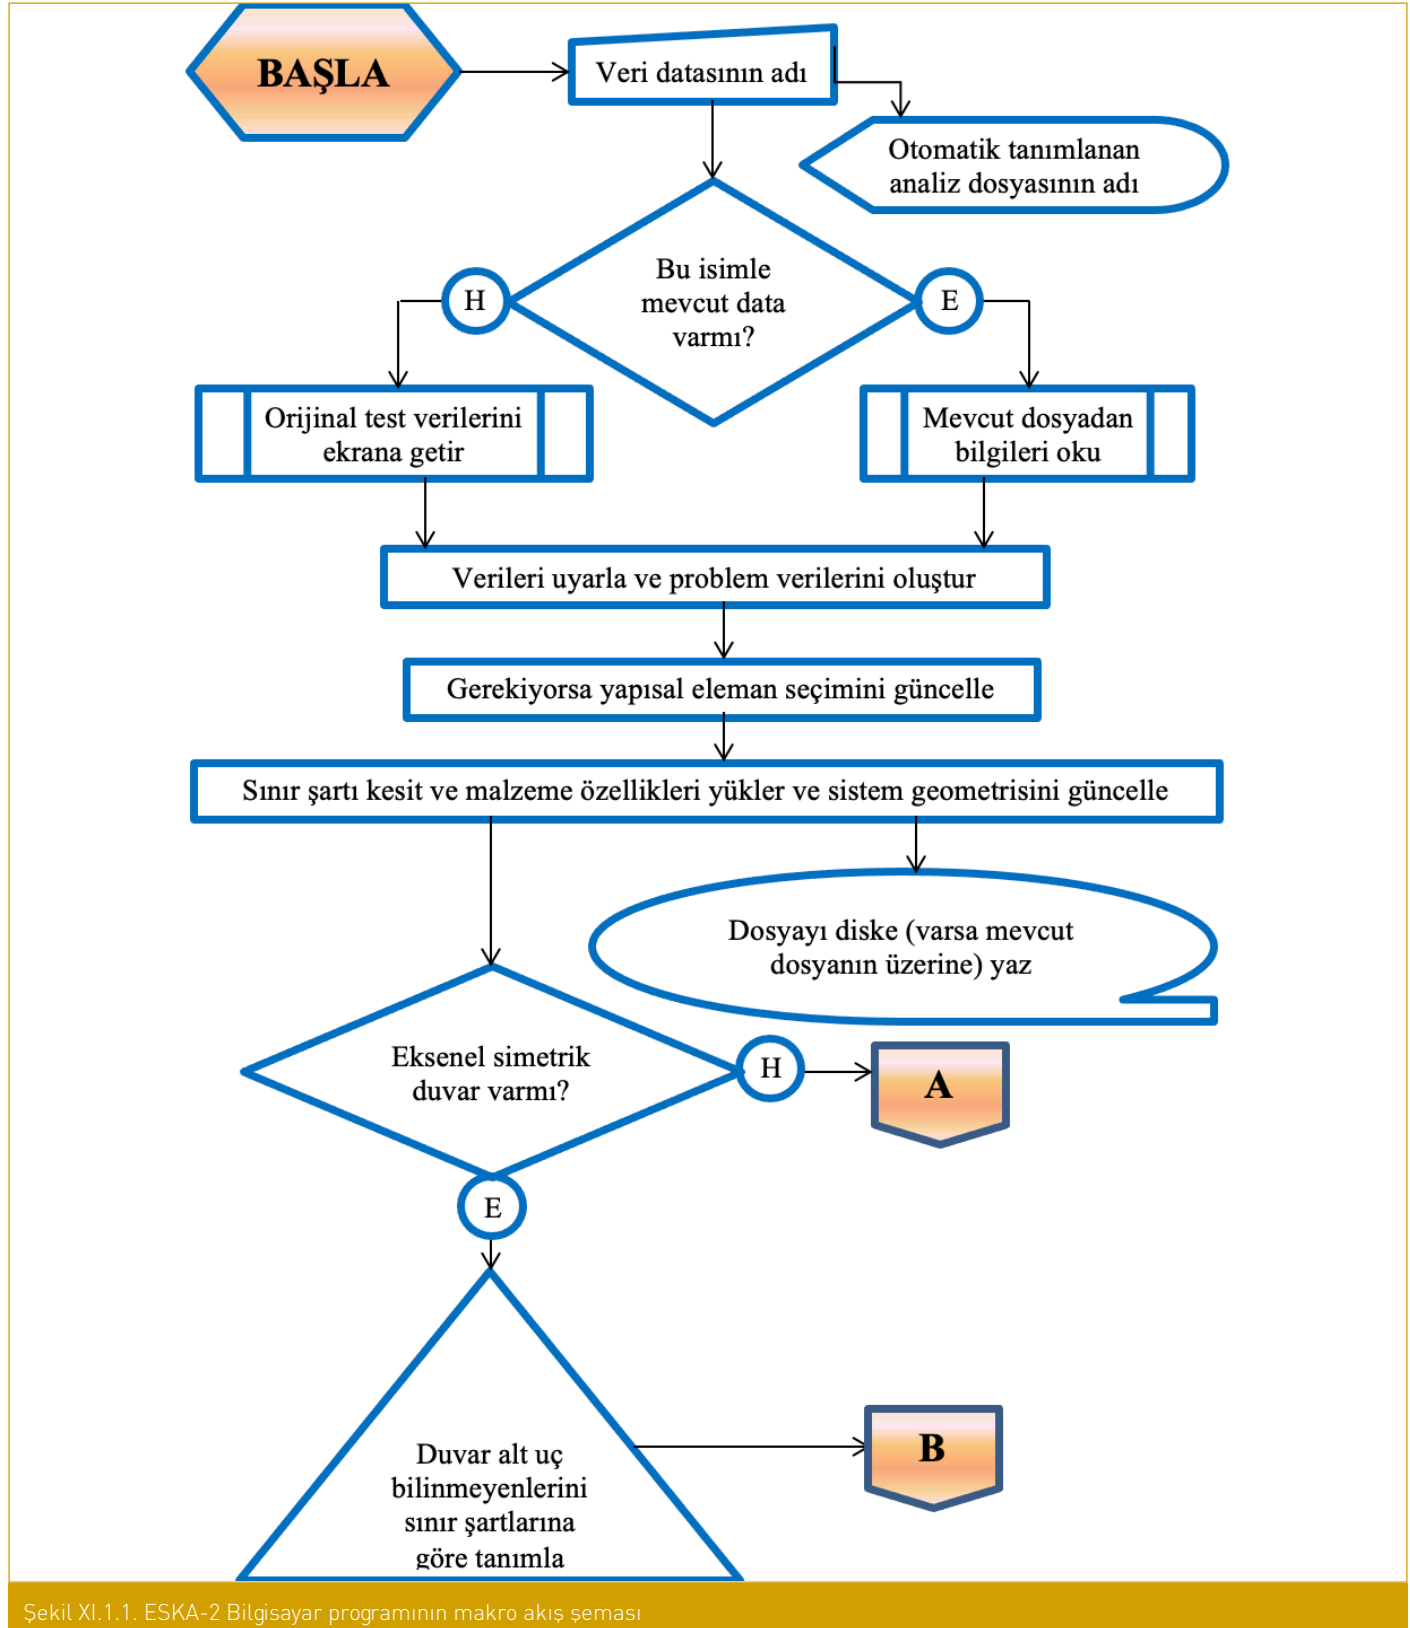 BAŞLA
Veri datasının adı
Otomatik tanımlanan
analiz dosyasının adı
Bu isimle
mevcut data
varmı?
H
E
Orijinal test verilerini
ekrana getir
Mevcut dosyadan
bilgileri oku
Verileri uyarla ve problem verilerini oluştur
Gerekiyorsa yapısal eleman seçimini güncelle
Sınır şartı kesit ve malzeme özellikleri yükler ve sistem geometrisini güncelle
Dosyayı diske (varsa mevcut
dosyanın üzerine) yaz
Eksenel simetrik
duvar varmı?
H
A
E
Duvar alt uç
bilinmeyenlerini
sınır şartlarına
göre tanımla
B
Şekil XI.1.1. ESKA-2 Bilgisayar programının makro akış şeması